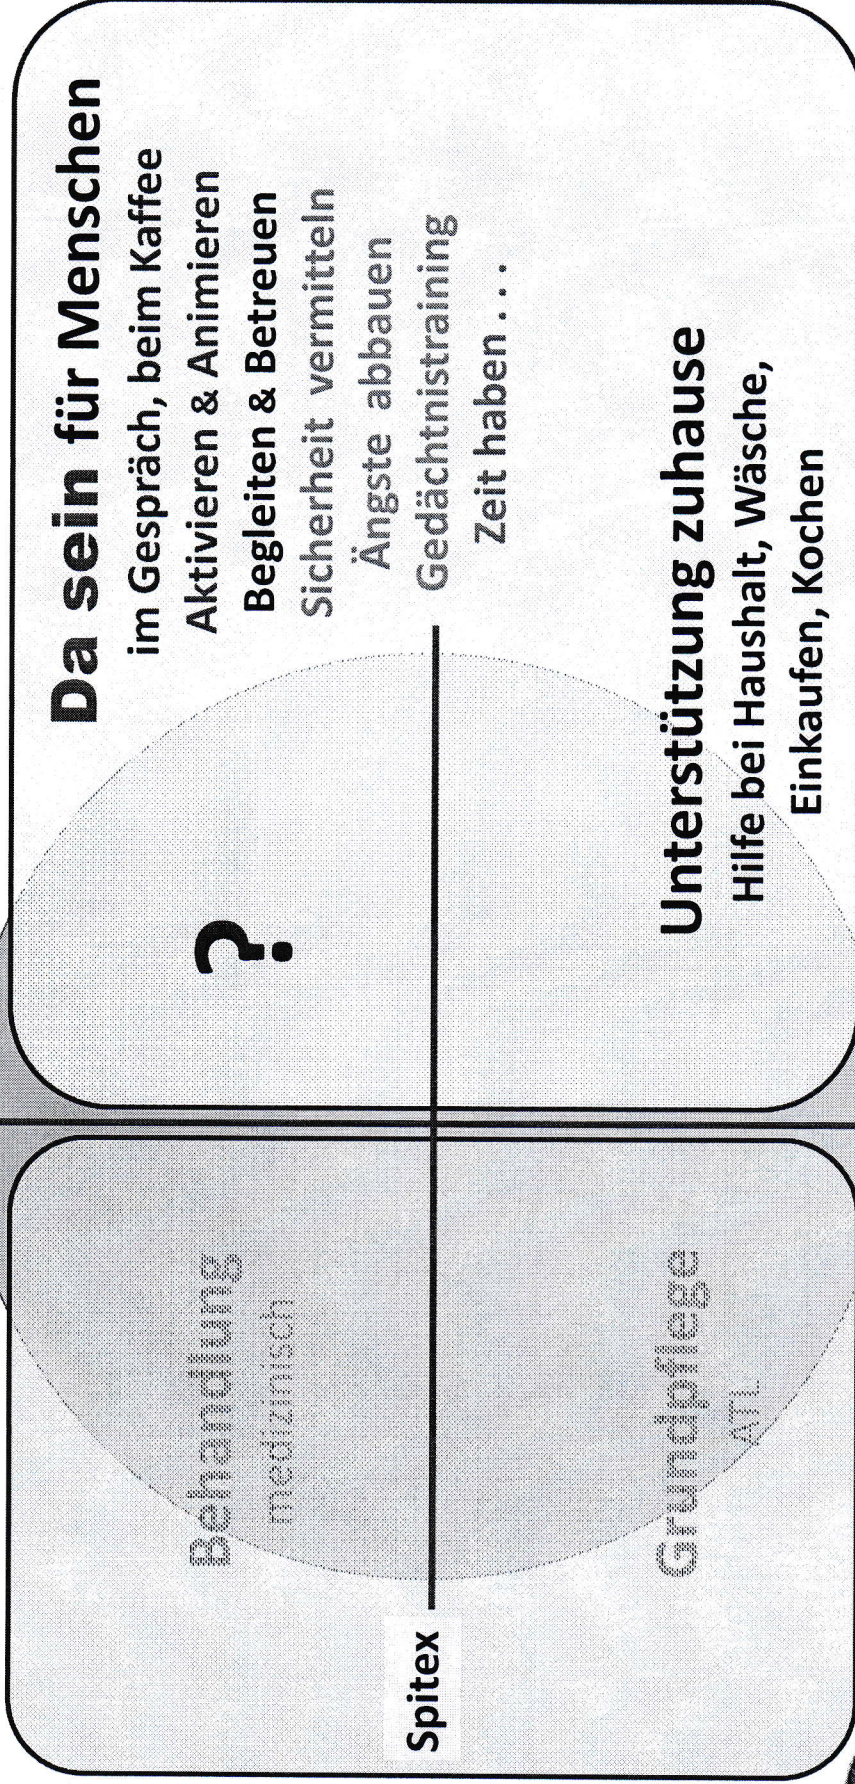 Da sein für Menschen
im Gespräch, beim Kaffee
Aktivieren & Animieren
Begleiten & Betreuen
Sicherheit vermitteln
Ängste abbauen
Gedächtnistraining
Zeit haben . . .
?
Behandlung
medizinisch
Spitex
Grundpflege
ATL
Unterstützung zuhause
Hilfe bei Haushalt, Wäsche,
Einkaufen, Kochen